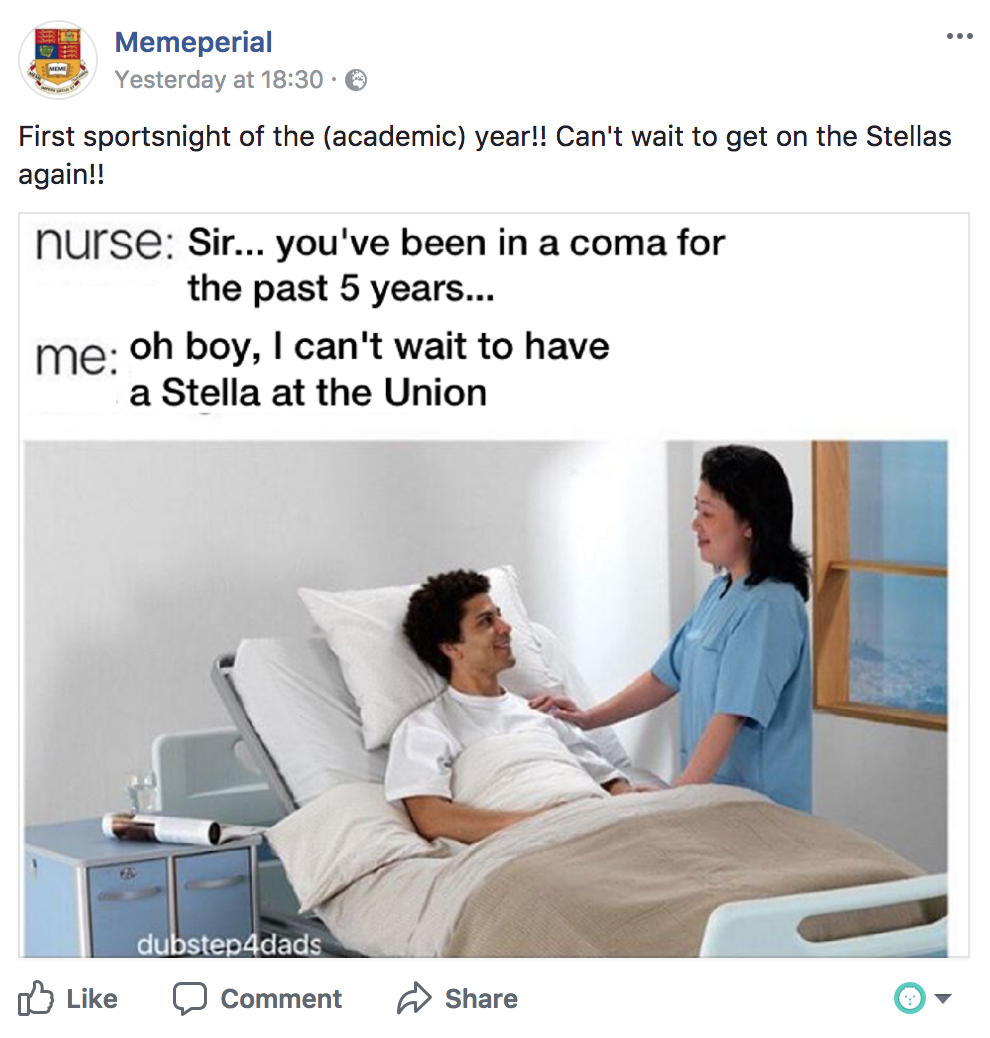 Memeperial
Yesterday at 18:30 ·
First sportsnight of the (academic) year!! Can't wait to get on the Stellas
again!!
nurse: Sir... you've been in a coma for
the past 5 years...
me: oh boy, I can't wait to have
a Stella at the Union
dubstep4dads
Like Comment Share